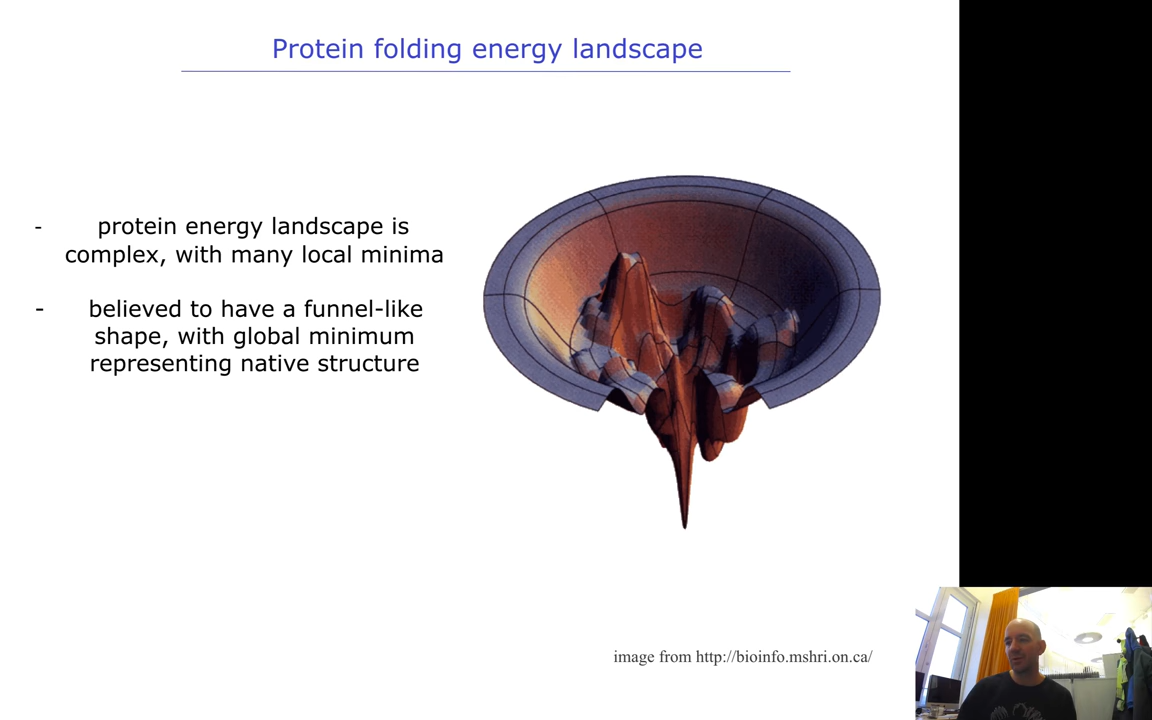 Protein folding energy landscape
- protein energy landscape is
complex, with many local minima
- believed to have a funnel-like
shape, with global minimum
representing native structure
image from http://bioinfo.mshri.on.ca/